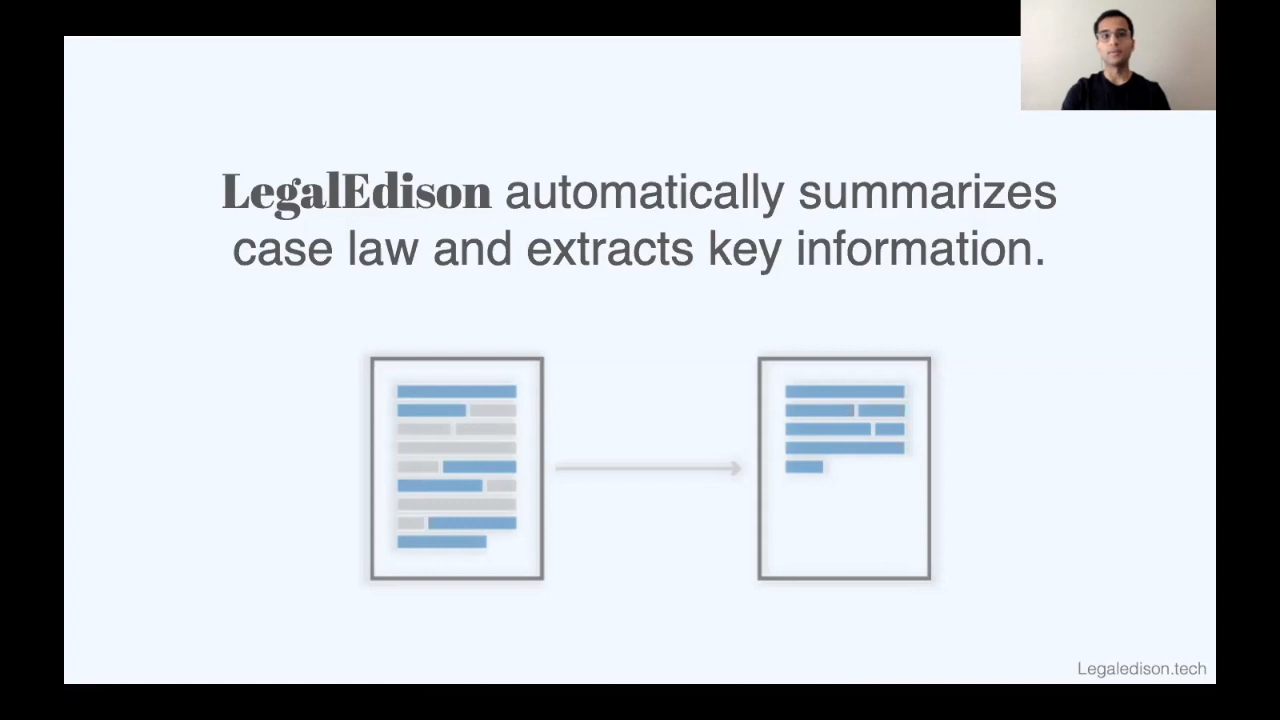 LegalEdison automatically summarizes
case law and extracts key information.
Legaledison.tech